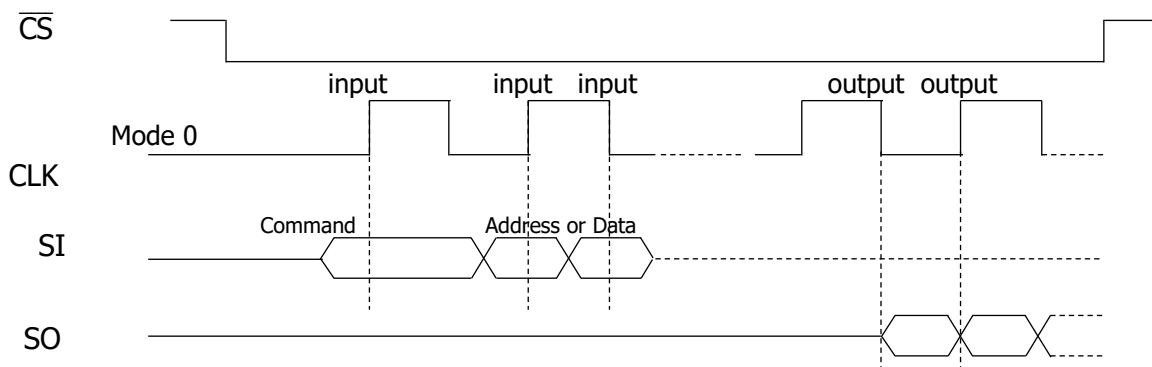 CS
input input input output output
Mode 0
CLK
Command Address or Data
SI
SO